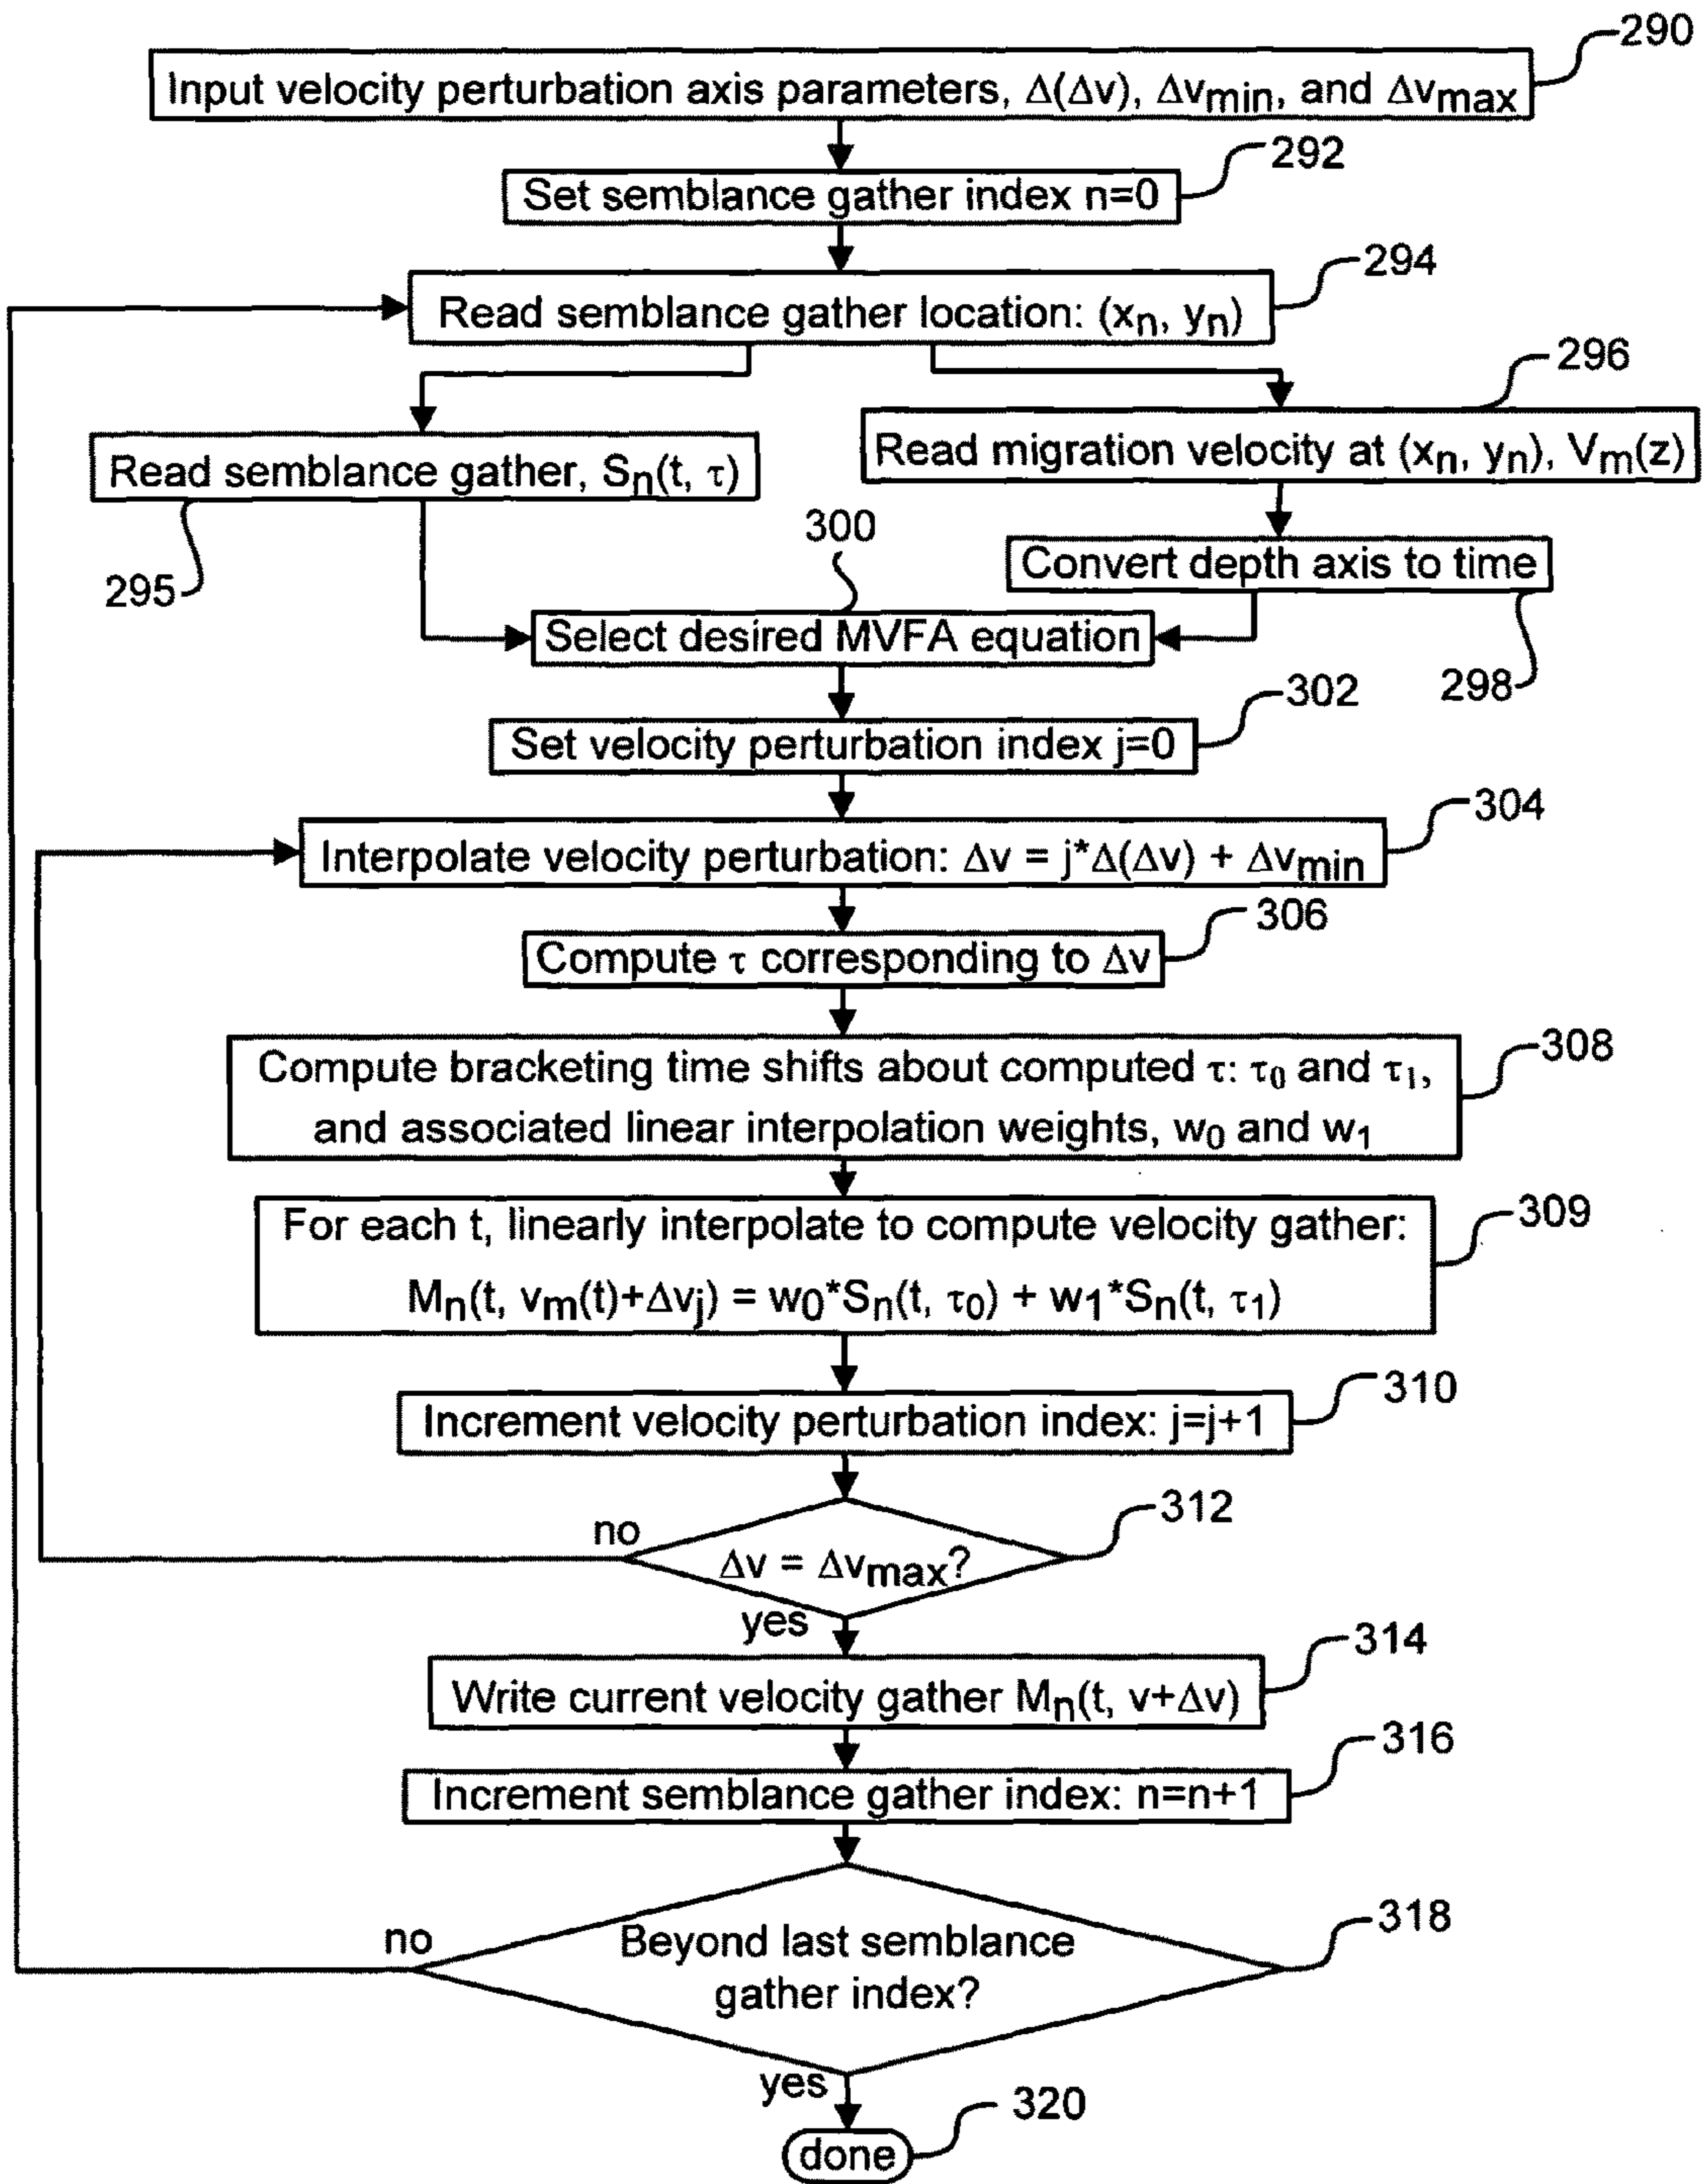 290
Input velocity perturbation axis parameters, Δ(Δv), Δvmin, and Δvmax
292
Set semblance gather index n=0
294
Read semblance gather location: (xn, yn)
296
Read migration velocity at (xn, yn), Vm(z)
Read semblance gather, Sn(t, τ)
300
Convert depth axis to time
295
Select desired MVFA equation
298
302
Set velocity perturbation index j=0
304
Interpolate velocity perturbation: Δv = j*Δ(Δv) + Δvmin
306
Compute τ corresponding to Δv
308
Compute bracketing time shifts about computed τ: τ0 and τ1,
and associated linear interpolation weights, w0 and w1
309
For each t, linearly interpolate to compute velocity gather:
Mn(t, vm(t)+Δvj) = w0*Sn(t, τ0) + w1*Sn(t, τ1)
310
Increment velocity perturbation index: j=j+1
312
no
Δv = Δvmax?
yes
314
Write current velocity gather Mn(t, v+Δv)
316
Increment semblance gather index: n=n+1
318
no
Beyond last semblance
gather index?
yes
320
done